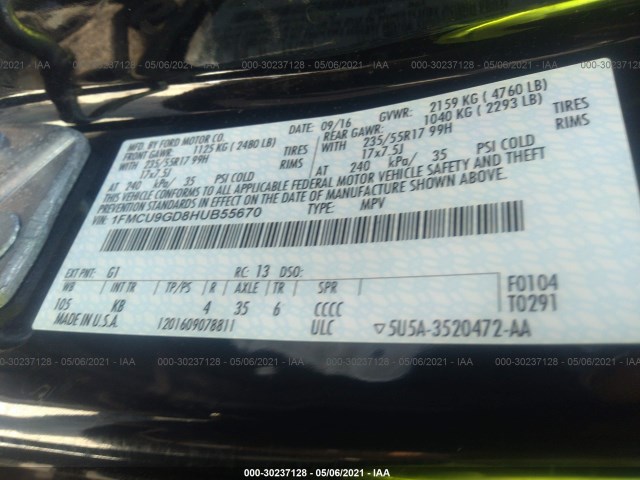 000-30237128 - 05/06/2021 - IAA
MFD. BY FORD MOTOR CO. DATE: 09/16 GVWR: 2159 KG ( 4760 LB)
FRONT GAWR: 1125 KG ( 2480 LB) REAR GAWR: 1040 KG ( 2293 LB)
WITH 235/55R17 99H TIRES WITH 235/55R17 99H TIRES
17x7.5J RIMS 17x7.5J RIMS
AT 240 kPa/ 35 PSI COLD AT 240 kPa/ 35 PSI COLD
THIS VEHICLE CONFORMS TO ALL APPLICABLE FEDERAL MOTOR VEHICLE SAFETY AND THEFT
PREVENTION STANDARDS IN EFFECT ON THE DATE OF MANUFACTURE SHOWN ABOVE.
VIN: 1FMCU9GD8HUB55670 TYPE: MPV
EXT PNT: G1 RC: 13 DSO: F0104
WB TP/PS R AXLE TR SPR T0291
105 KB 4 35 6 CCCC
MADE IN U.S.A. 1201609078811 ULC ▽5U5A-3520472-AA
000-30237128 - 05/06/2021 - IAA